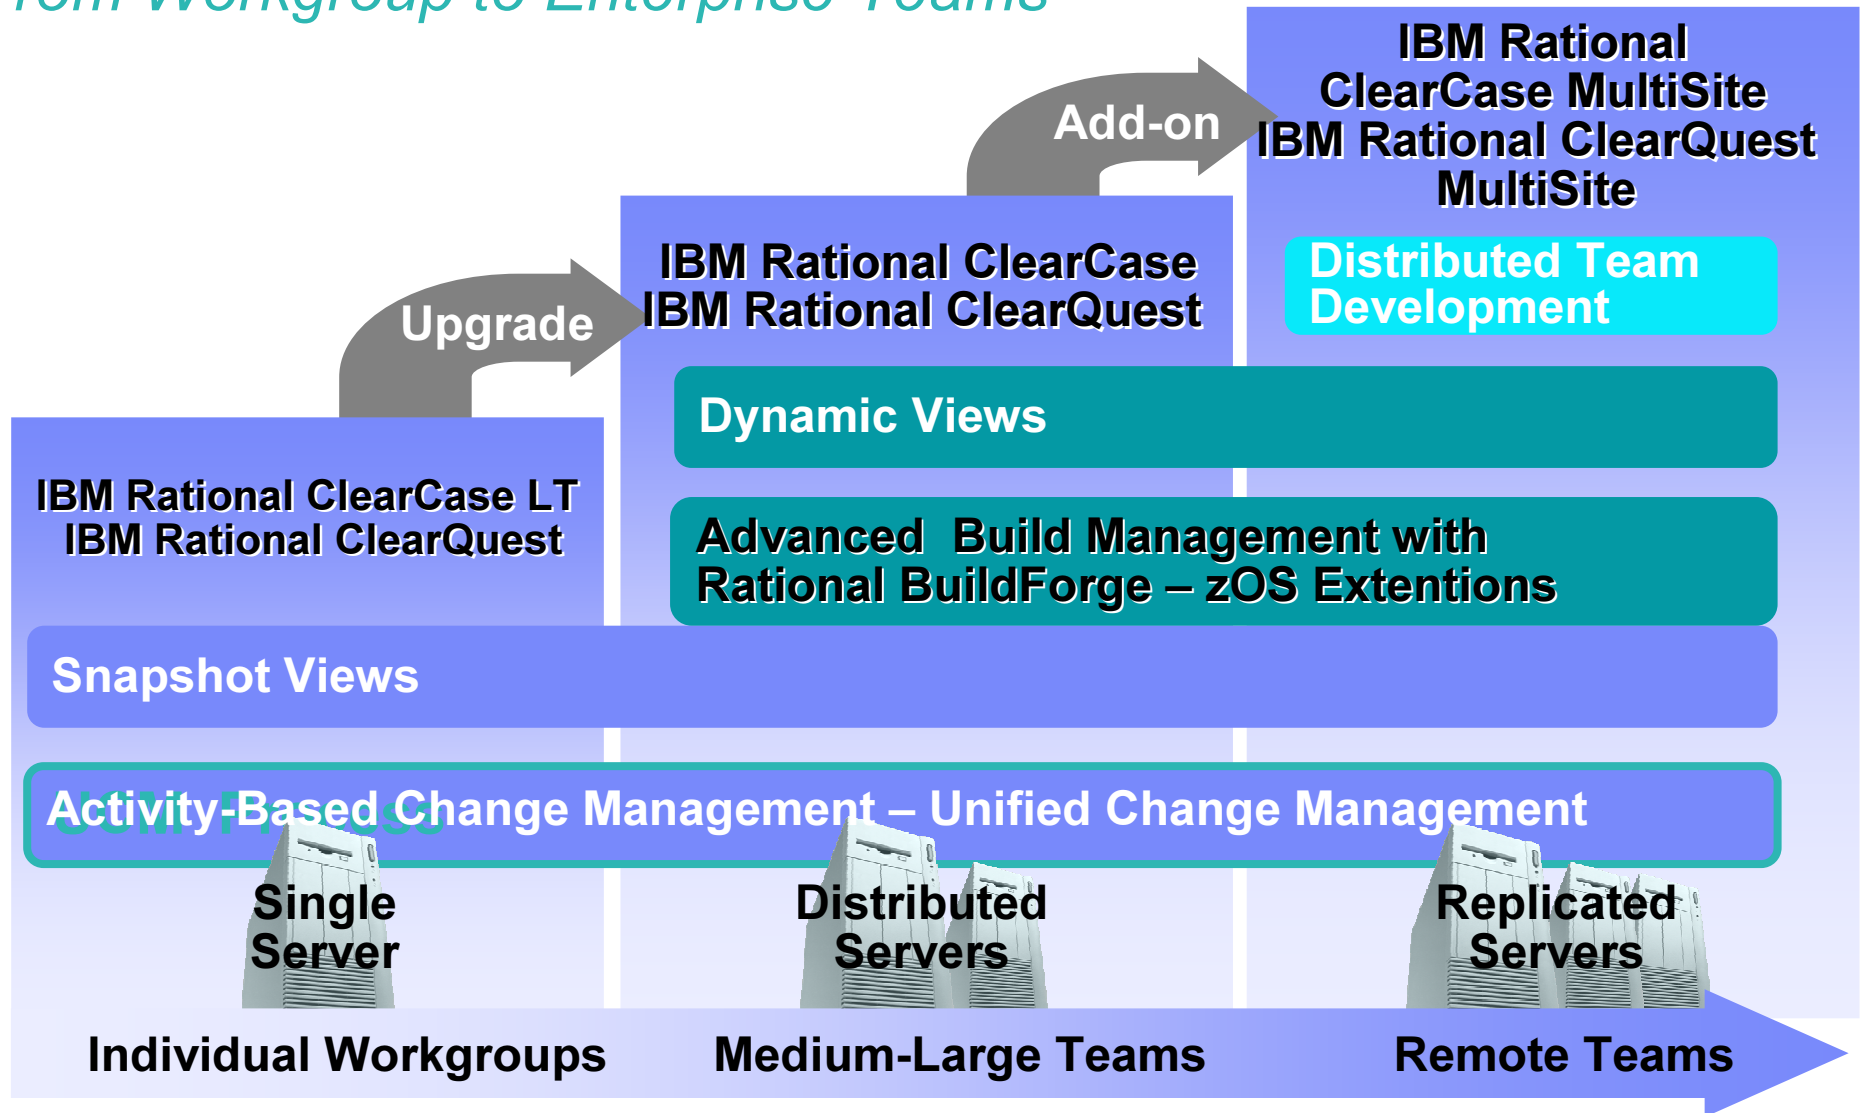 to Enterprise Teams
IBM Rational
ClearCase MultiSite
IBM Rational ClearQuest
MultiSite
Add-on
Distributed Team
Development
IBM Rational ClearCase
IBM Rational ClearQuest
Upgrade
Dynamic Views
IBM Rational ClearCase LT
IBM Rational ClearQuest
Advanced Build Management with
Rational BuildForge – zOS Extentions
Snapshot Views
Activity-Based Change Management – Unified Change Management
Single
Server
Distributed
Servers
Replicated
Servers
Individual Workgroups
Medium-Large Teams
Remote Teams